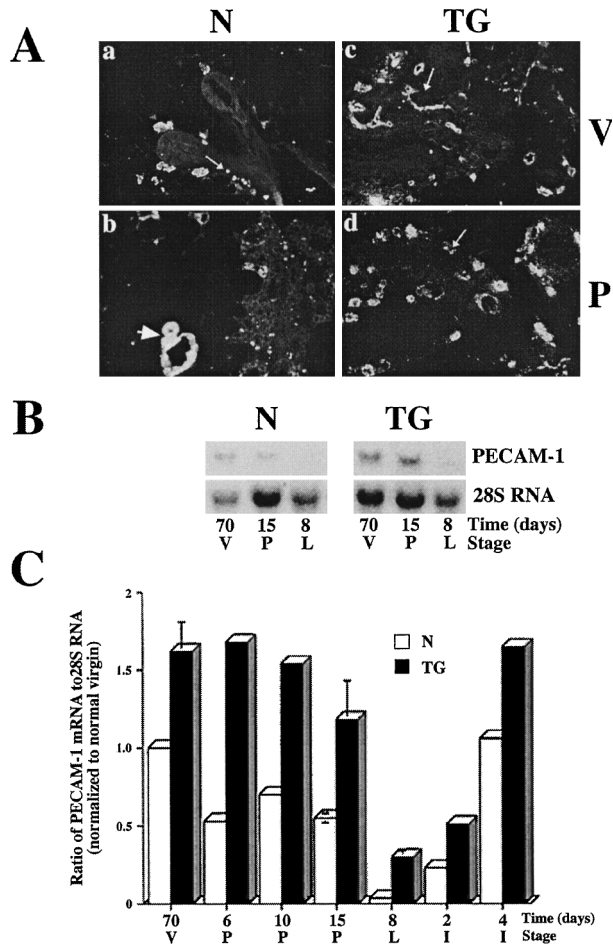 N TG
A
a c
V
b d
P
B
N TG
PECAM-1
28S RNA
70 15 8 70 15 8 Time (days)
V P L V P L Stage
C
Ratio of PECAM-1 mRNA to28S RNA
(normalized to normal virgin)
2
1.5
1.0
0.5
0
N
TG
70 6 10 15 8 2 4 Time (days)
V P P P L I I Stage